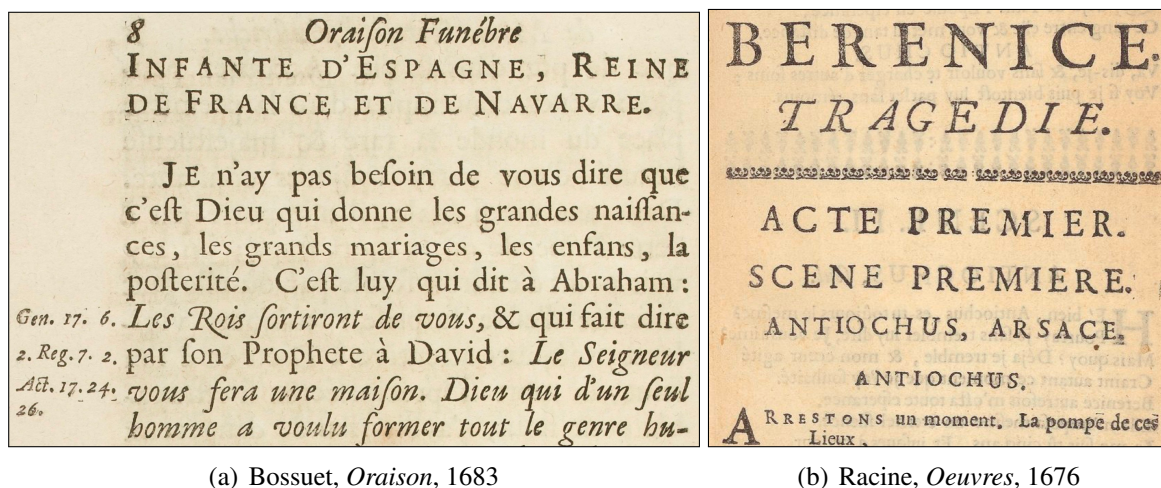 8 Oraiſon Funébre
INFANTE D'ESPAGNE, REINE
DE FRANCE ET DE NAVARRE.
JE n'ay pas beſoin de vous dire que
c'eſt Dieu qui donne les grandes naiſſan-
ces, les grands mariages, les enfans, la
poſterité. C'eſt luy qui dit à Abraham :
Gen. 17. 6. Les Rois ſortiront de vous, & qui fait dire
2. Reg. 7. 2. par ſon Prophete à David : Le Seigneur
Act. 17. 24. vous fera une maiſon. Dieu qui d'un ſeul
26. homme a voulu former tout le genre hu-
(a) Bossuet, Oraison, 1683
BERENICE.
TRAGEDIE.
ACTE PREMIER.
SCENE PREMIERE.
ANTIOCHUS, ARSACE.
ANTIOCHUS.
ARRESTONS un moment. La pompe de ces
Lieux,
(b) Racine, Oeuvres, 1676